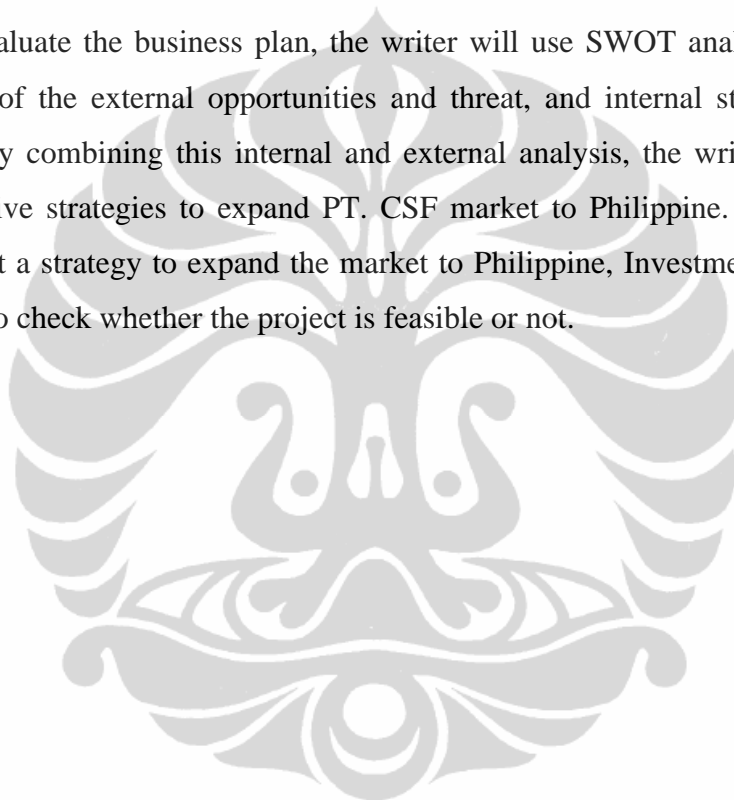 aluate the business plan, the writer will use SWOT anal
of the external opportunities and threat, and internal st
y combining this internal and external analysis, the wri
ive strategies to expand PT. CSF market to Philippine.
t a strategy to expand the market to Philippine, Investme
o check whether the project is feasible or not.